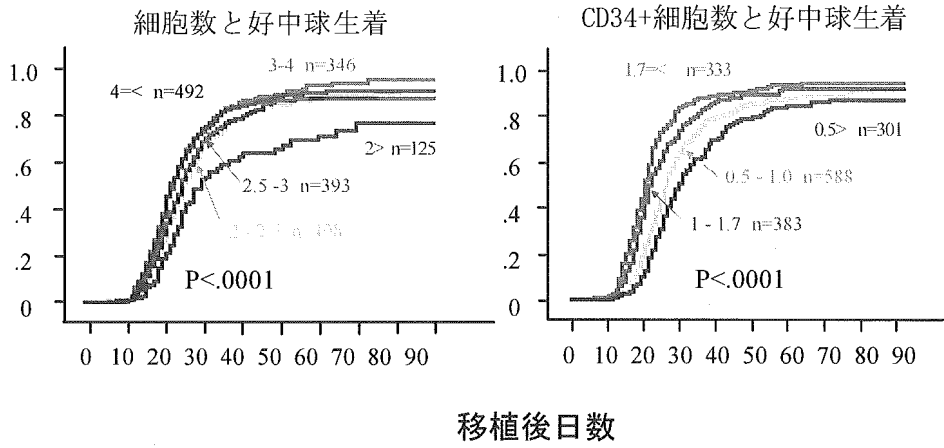 細胞数と好中球生着
1.0
.8
.6
.4
.2
0
3-4 n=346
4=< n=492
2> n=125
2.5 -3 n=393
P<.0001
0 10 20 30 40 50 60 70 80 90
CD34+細胞数と好中球生着
1.0
.8
.6
.4
.2
0
1.7=< n=333
0.5> n=301
0.5 - 1.0 n=588
1 - 1.7 n=383
P<.0001
0 10 20 30 40 50 60 70 80 90
移植後日数